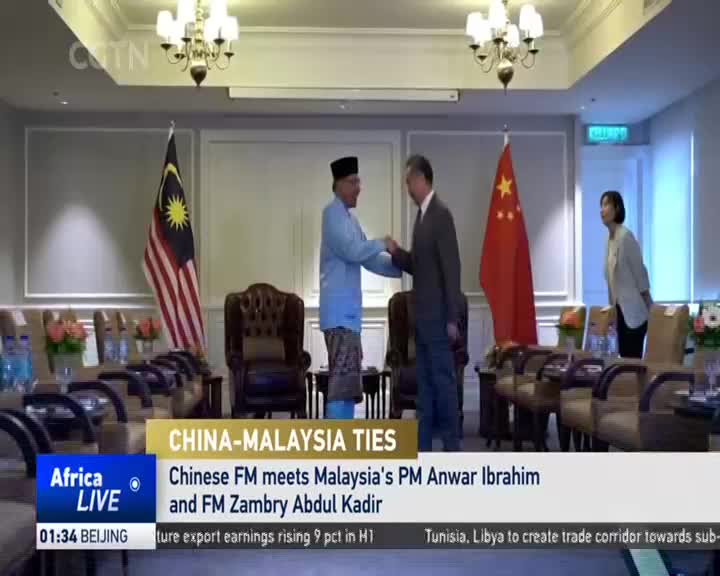 CGTN
CHINA-MALAYSIA TIES
Chinese FM meets Malaysia's PM Anwar Ibrahim
and FM Zambry Abdul Kadir
Africa
LIVE
01:34 BEIJING
ture export earnings rising 9 pct in H1 Tunisia, Libya to create trade corridor towards sub-